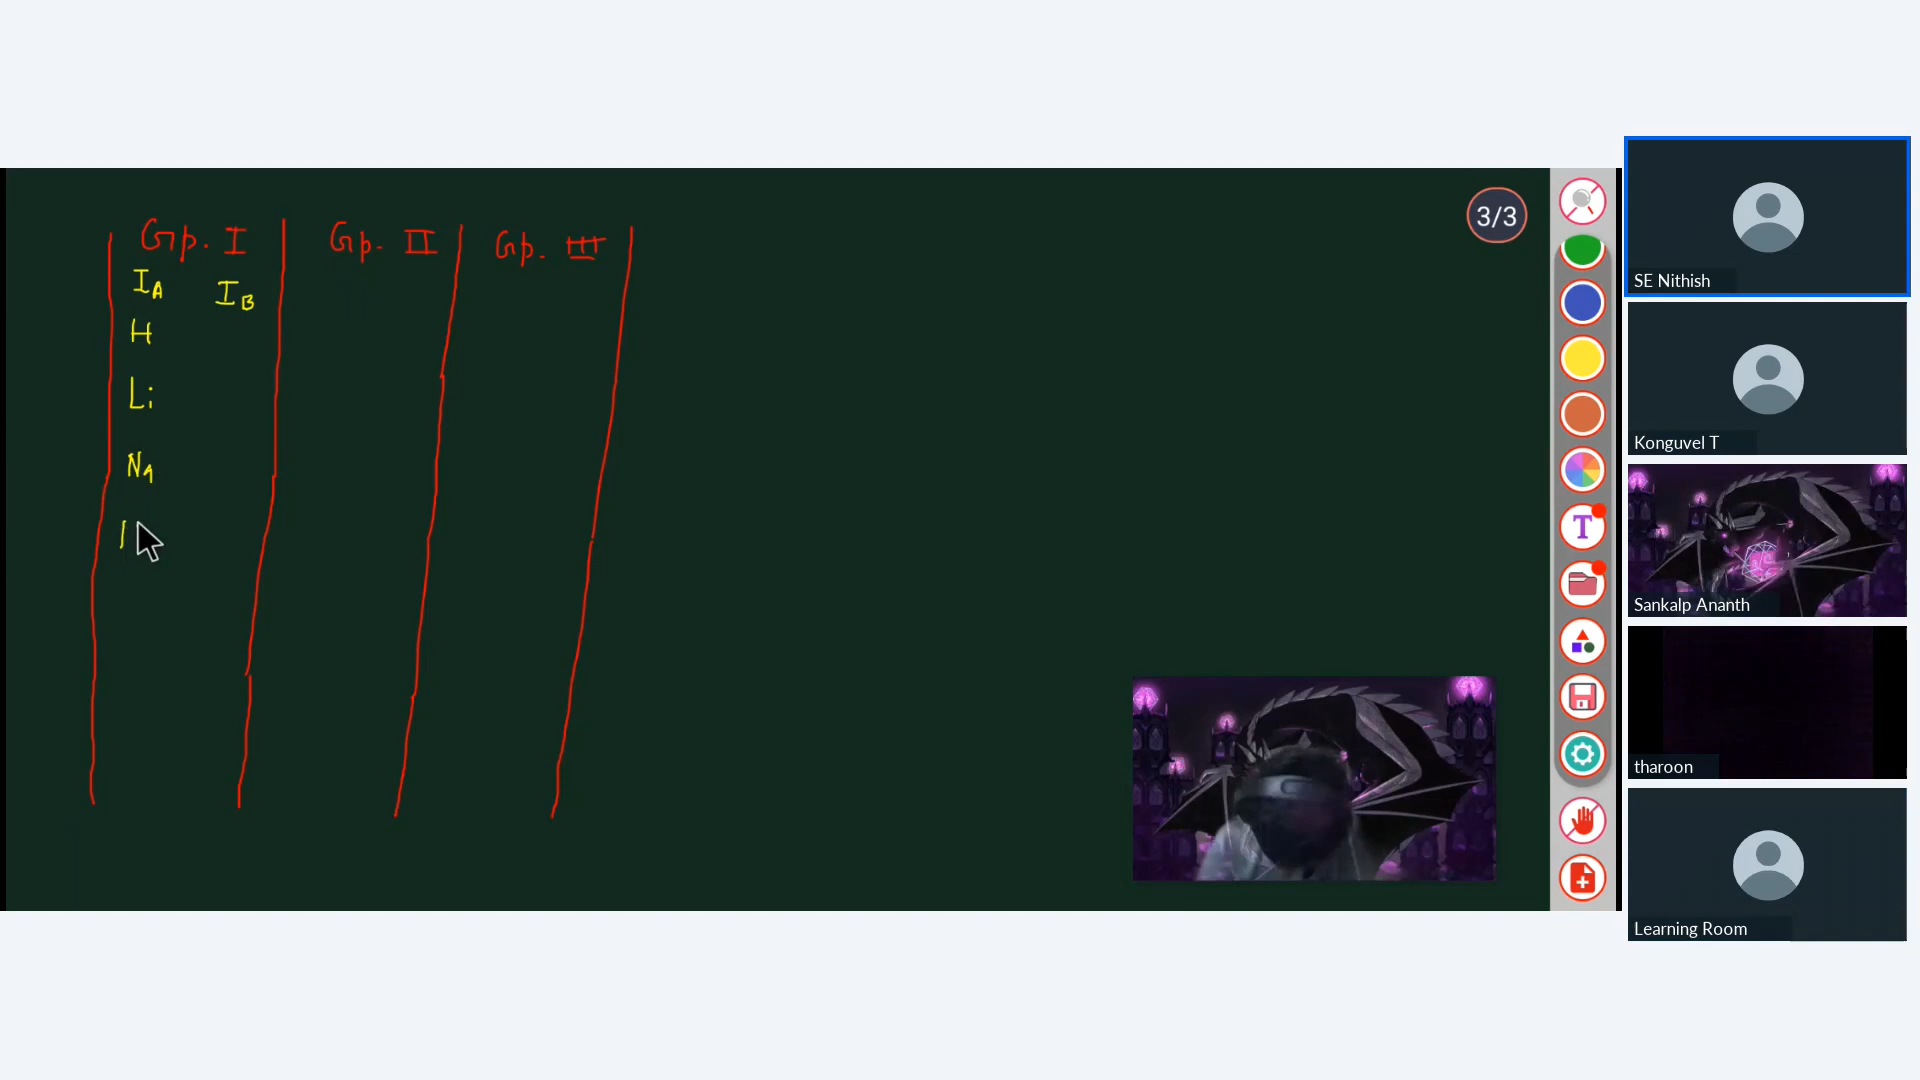 Gp. I Gp. II Gp. III
IA IB
H
Li
Na
3/3
T
SE Nithish
Konguvel T
Sankalp Ananth
tharoon
Learning Room